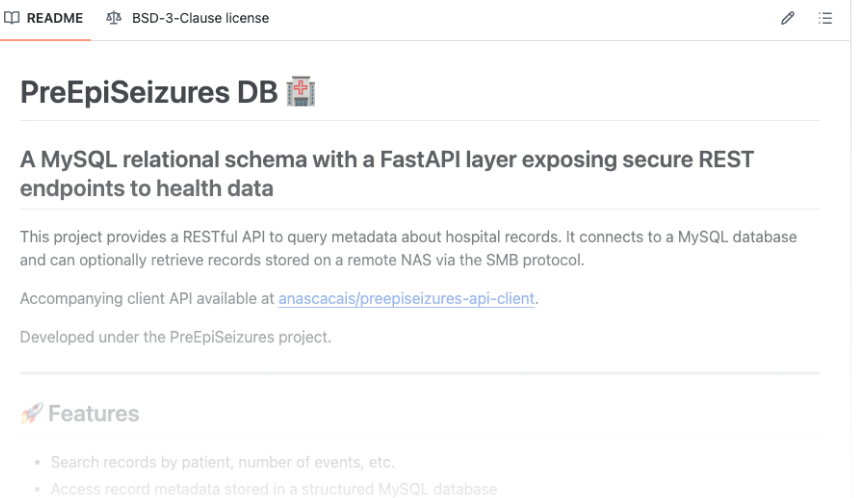 README
BSD-3-Clause license
PreEpiSeizures DB 🏥
A MySQL relational schema with a FastAPI layer exposing secure REST
endpoints to health data
This project provides a RESTful API to query metadata about hospital records. It connects to a MySQL database
and can optionally retrieve records stored on a remote NAS via the SMB protocol.
Accompanying client API available at anascacais/preepiseizures-api-client.
Developed under the PreEpiSeizures project.
🚀 Features
• Search records by patient, number of events, etc.
• Access record metadata stored in a structured MySQL database